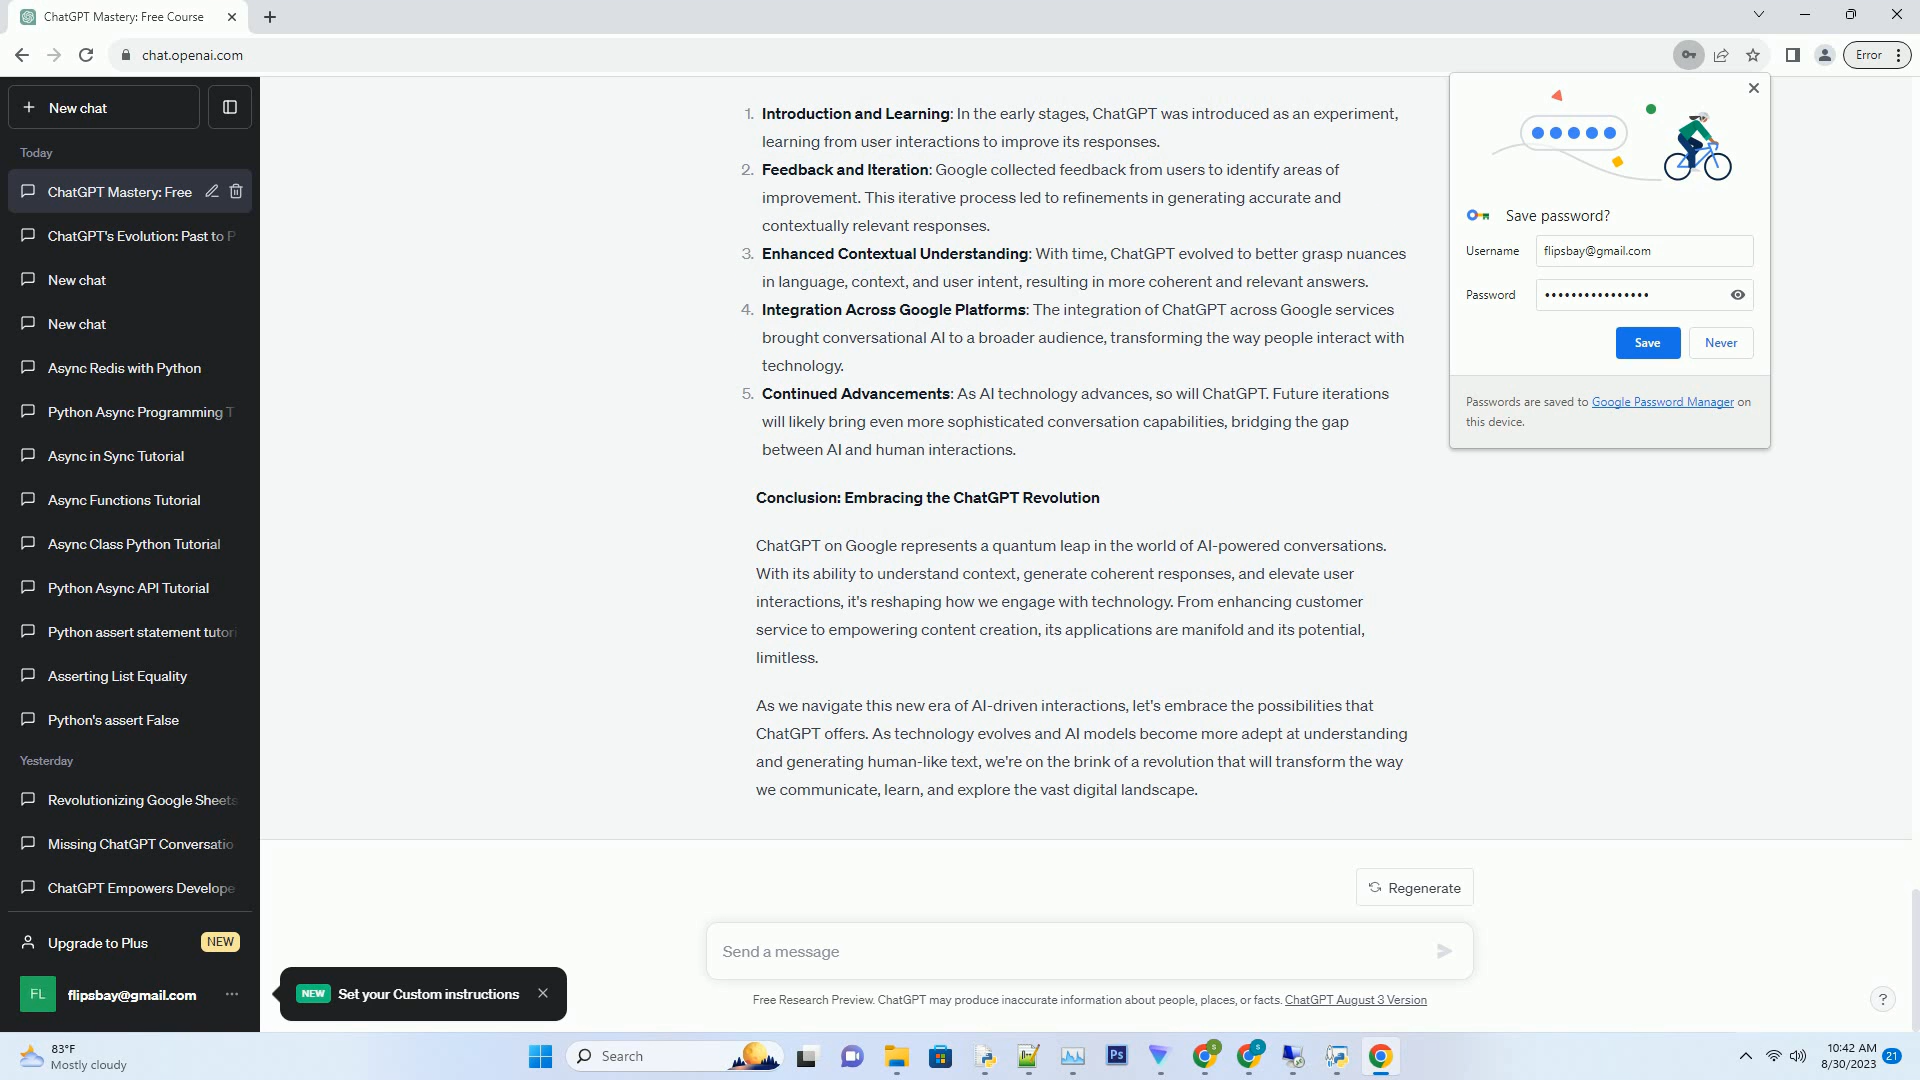 ChatGPT Mastery: Free Course
chat.openai.com
Error
New chat
Today
ChatGPT Mastery: Free
ChatGPT's Evolution: Past to P
New chat
New chat
Async Redis with Python
Python Async Programming T
Async in Sync Tutorial
Async Functions Tutorial
Async Class Python Tutorial
Python Async API Tutorial
Python assert statement tutori
Asserting List Equality
Python's assert False
Yesterday
Revolutionizing Google Sheets
Missing ChatGPT Conversatio
ChatGPT Empowers Develope
Upgrade to Plus NEW
FL flipsbay@gmail.com
1. Introduction and Learning: In the early stages, ChatGPT was introduced as an experiment,
learning from user interactions to improve its responses.
2. Feedback and Iteration: Google collected feedback from users to identify areas of
improvement. This iterative process led to refinements in generating accurate and
contextually relevant responses.
3. Enhanced Contextual Understanding: With time, ChatGPT evolved to better grasp nuances
in language, context, and user intent, resulting in more coherent and relevant answers.
4. Integration Across Google Platforms: The integration of ChatGPT across Google services
brought conversational AI to a broader audience, transforming the way people interact with
technology.
5. Continued Advancements: As AI technology advances, so will ChatGPT. Future iterations
will likely bring even more sophisticated conversation capabilities, bridging the gap
between AI and human interactions.
Conclusion: Embracing the ChatGPT Revolution
ChatGPT on Google represents a quantum leap in the world of AI-powered conversations.
With its ability to understand context, generate coherent responses, and elevate user
interactions, it's reshaping how we engage with technology. From enhancing customer
service to empowering content creation, its applications are manifold and its potential,
limitless.
As we navigate this new era of AI-driven interactions, let's embrace the possibilities that
ChatGPT offers. As technology evolves and AI models become more adept at understanding
and generating human-like text, we're on the brink of a revolution that will transform the way
we communicate, learn, and explore the vast digital landscape.
Save password?
Username flipsbay@gmail.com
Password ••••••••••••••••
Save Never
Passwords are saved to Google Password Manager on
this device.
Regenerate
Send a message
NEW Set your Custom instructions
Free Research Preview. ChatGPT may produce inaccurate information about people, places, or facts. ChatGPT August 3 Version
?
83°F
Mostly cloudy
Search
Ps
S
S
10:42 AM
8/30/2023
21